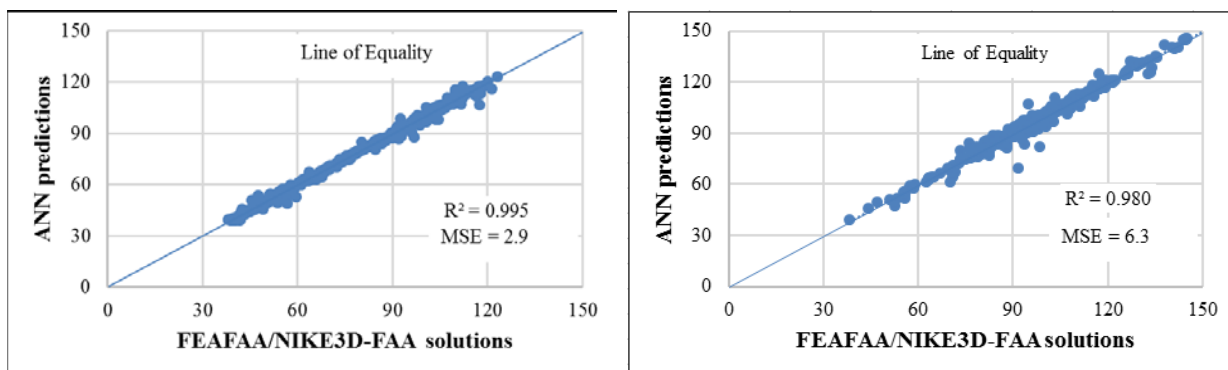 150
120
90
60
30
0
ANN predictions
Line of Equality
R² = 0.995
MSE = 2.9
0 30 60 90 120 150
FEAFAA/NIKE3D-FAA solutions
150
120
90
60
30
0
ANN predictions
Line of Equality
R² = 0.980
MSE = 6.3
0 30 60 90 120 150
FEAFAA/NIKE3D-FAA solutions